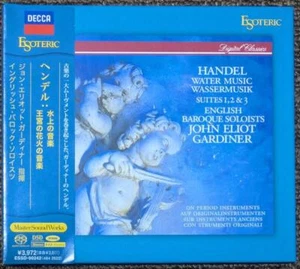 DECCA
ESOTERIC
ESOTERIC
Digital Classics
HANDEL
WATER MUSIC
WASSERMUSIK
SUITES 1, 2 & 3
ENGLISH
BAROQUE SOLOISTS
JOHN ELIOT
GARDINER
ON PERIOD INSTRUMENTS
AUF ORIGINALINSTRUMENTEN
SUR INSTRUMENTS ANCIENS
CON STRUMENTI ORIGINALI
ヘンデル:水上の音楽
王宮の花火の音楽
ジョン・エリオット・ガーディナー 指揮
イングリッシュ・バロック・ソロイスツ
MasterSoundWorks
DSD
¥3,972